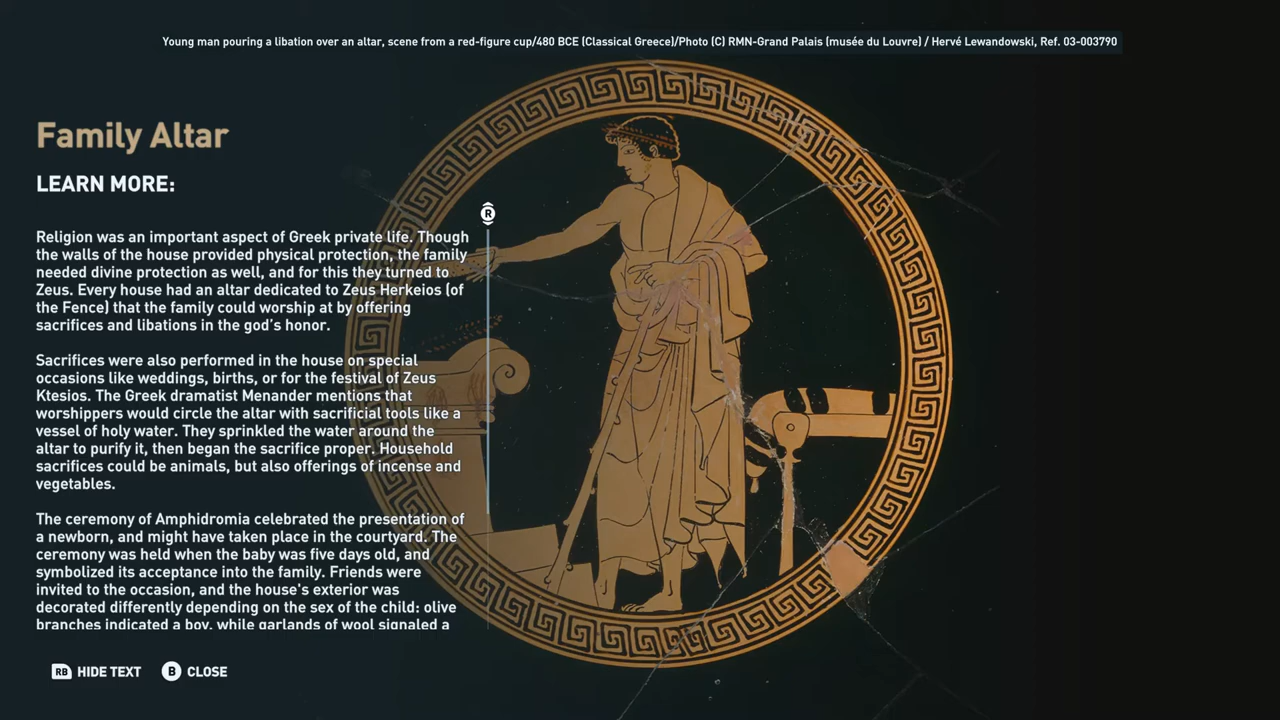 Young man pouring a libation over an altar, scene from a red-figure cup/480 BCE (Classical Greece)/Photo (C) RMN-Grand Palais (musée du Louvre) / Hervé Lewandowski, Ref. 03-003790
Family Altar
LEARN MORE:
R
Religion was an important aspect of Greek private life. Though
the walls of the house provided physical protection, the family
needed divine protection as well, and for this they turned to
Zeus. Every house had an altar dedicated to Zeus Herkeios (of
the Fence) that the family could worship at by offering
sacrifices and libations in the god's honor.
Sacrifices were also performed in the house on special
occasions like weddings, births, or for the festival of Zeus
Ktesios. The Greek dramatist Menander mentions that
worshippers would circle the altar with sacrificial tools like a
vessel of holy water. They sprinkled the water around the
altar to purify it, then began the sacrifice proper. Household
sacrifices could be animals, but also offerings of incense and
vegetables.
The ceremony of Amphidromia celebrated the presentation of
a newborn, and might have taken place in the courtyard. The
ceremony was held when the baby was five days old, and
symbolized its acceptance into the family. Friends were
invited to the occasion, and the house's exterior was
decorated differently depending on the sex of the child: olive
branches indicated a boy, while garlands of wool signaled a
RB HIDE TEXT B CLOSE